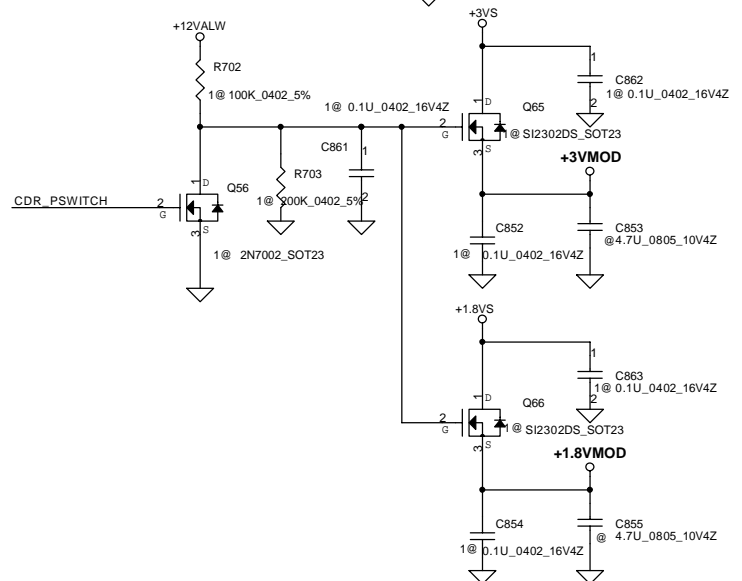 +12VALW
R702
1@ 100K_0402_5%
1
D
Q56
CDR_PSWITCH
2
G
3
S
1@ 2N7002_SOT23
R703
1@ 200K_0402_5%
1@ 0.1U_0402_16V4Z
C861
1
2
+3VS
1
C862
1@ 0.1U_0402_16V4Z
2
1
D
Q65
2
G
1@ SI2302DS_SOT23
3
S
+3VMOD
C852
1@ 0.1U_0402_16V4Z
C853
@4.7U_0805_10V4Z
+1.8VS
1
C863
1@ 0.1U_0402_16V4Z
2
1
D
Q66
2
G
1@ SI2302DS_SOT23
3
S
+1.8VMOD
C854
1@ 0.1U_0402_16V4Z
C855
@ 4.7U_0805_10V4Z